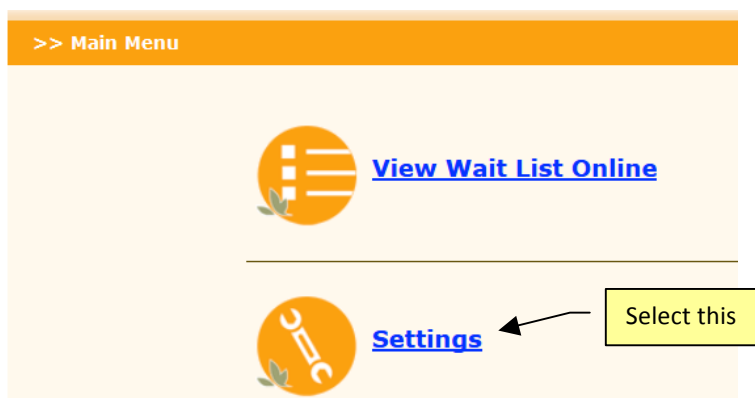 >> Main Menu
View Wait List Online
Settings
Select this